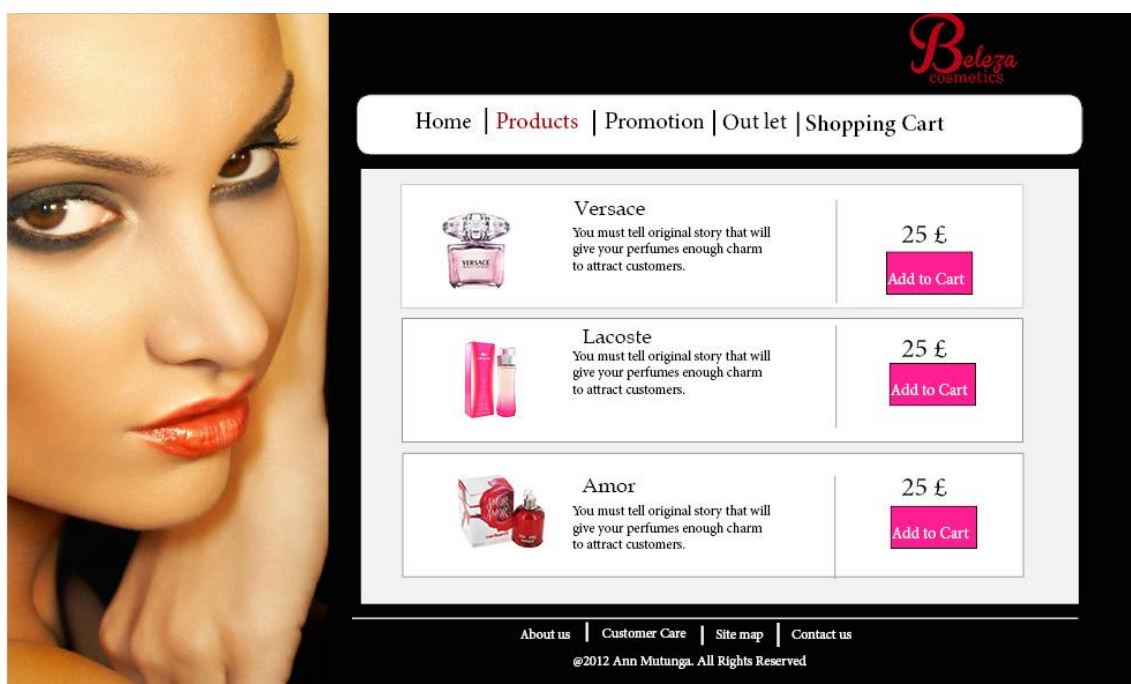 Beleza
cosmetics
Home | Products | Promotion | Out let | Shopping Cart
Versace
You must tell original story that will
give your perfumes enough charm
to attract customers.
25 £
Add to Cart
VERSACE
Lacoste
You must tell original story that will
give your perfumes enough charm
to attract customers.
25 £
Add to Cart
Amor
You must tell original story that will
give your perfumes enough charm
to attract customers.
25 £
Add to Cart
AMOR
AMOR
About us | Customer Care | Site map | Contact us
@2012 Ann Mutunga. All Rights Reserved